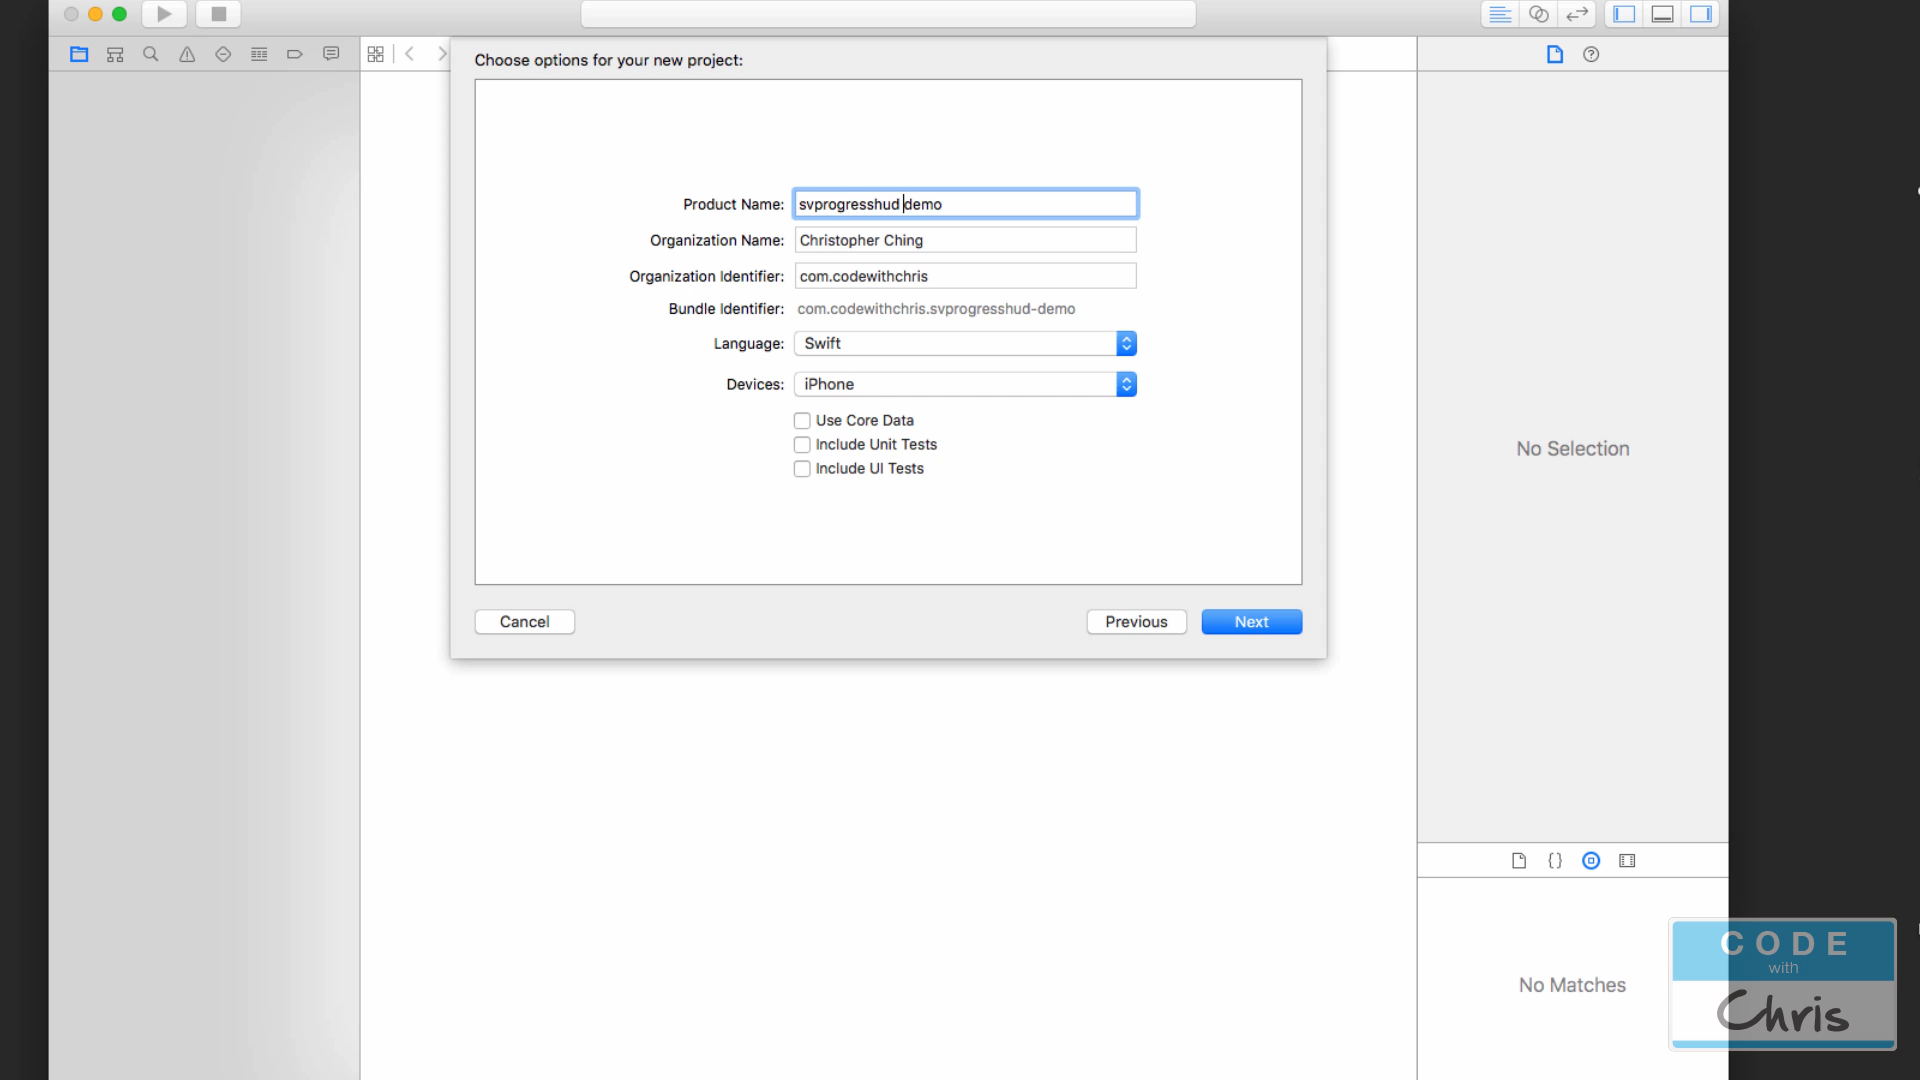 Choose options for your new project:
Product Name: svprogresshud demo
Organization Name: Christopher Ching
Organization Identifier: com.codewithchris
Bundle Identifier: com.codewithchris.svprogresshud-demo
Language: Swift
Devices: iPhone
Use Core Data
Include Unit Tests
Include UI Tests
Cancel
Previous
Next
No Selection
No Matches
CODE
with
Chris